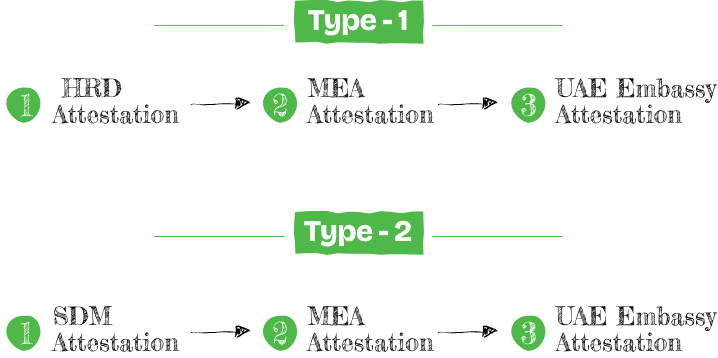 Type - 1
1 HRD Attestation
2 MEA Attestation
3 UAE Embassy Attestation
Type - 2
1 SDM Attestation
2 MEA Attestation
3 UAE Embassy Attestation